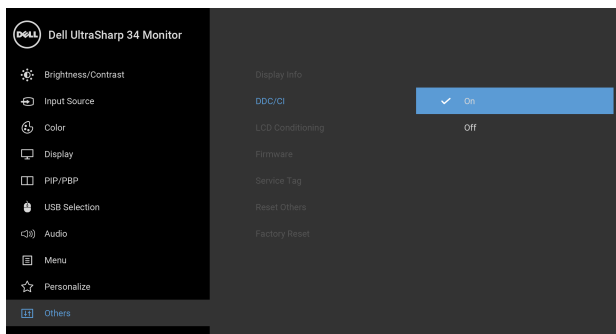 DELL
Dell UltraSharp 34 Monitor
Brightness/Contrast
Input Source
Color
Display
PIP/PBP
USB Selection
Audio
Menu
Personalize
Others
Display Info
DDC/CI
LCD Conditioning
Firmware
Service Tag
Reset Others
Factory Reset
On
Off